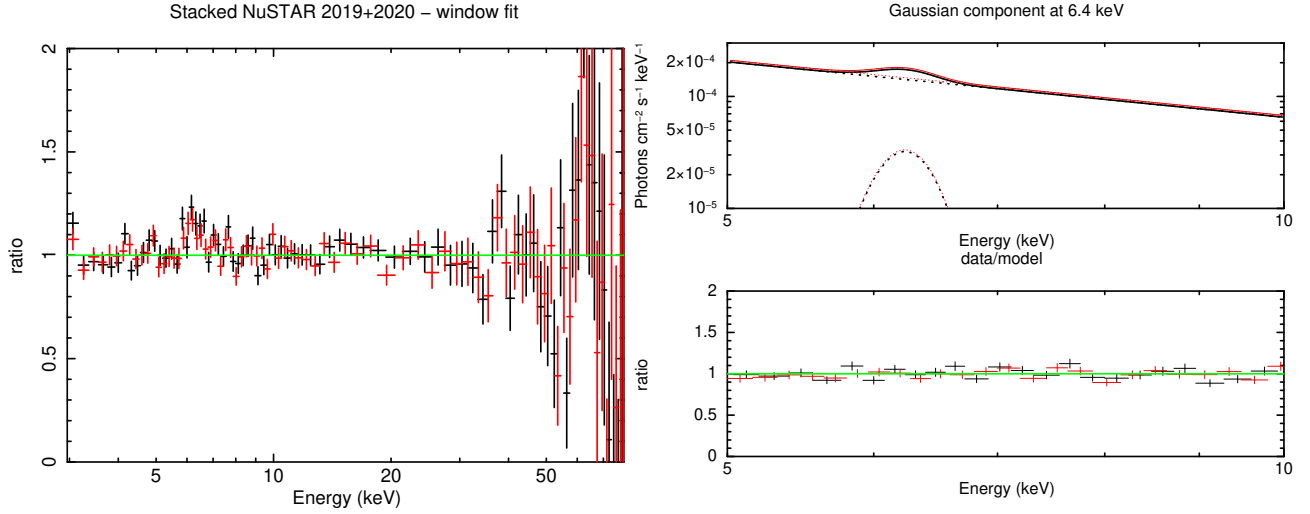 Stacked NuSTAR 2019+2020 − window fit
2
1.5
1
0.5
0
ratio
5
10
20
50
Energy (keV)
Gaussian component at 6.4 keV
Photons cm⁻² s⁻¹ keV⁻¹
2×10⁻⁴
10⁻⁴
5×10⁻⁵
2×10⁻⁵
10⁻⁵
5
10
Energy (keV)
data/model
ratio
2
1.5
1
0.5
0
5
10
Energy (keV)